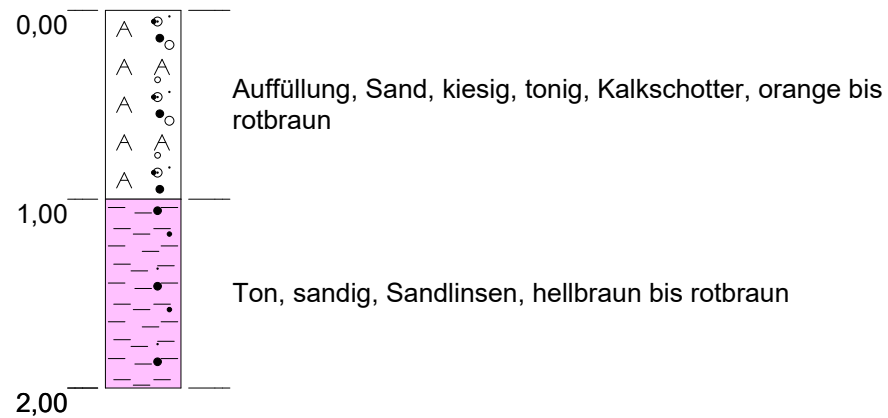 0,00
Auffüllung, Sand, kiesig, tonig, Kalkschotter, orange bis
rotbraun
1,00
Ton, sandig, Sandlinsen, hellbraun bis rotbraun
2,00